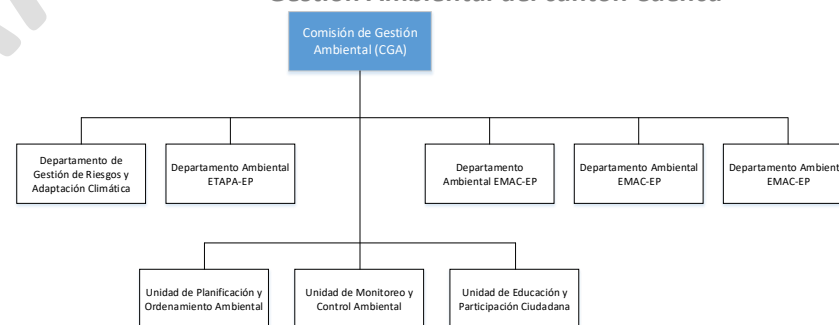 Comisión de Gestión
Ambiental (CGA)
Departamento de
Gestión de Riesgos y
Adaptación Climática
Departamento Ambiental
ETAPA-EP
Departamento
Ambiental EMAC-EP
Departamento Ambiental
EMAC-EP
Departamento Ambient
EMAC-EP
Unidad de Planificación y
Ordenamiento Ambiental
Unidad de Monitoreo y
Control Ambiental
Unidad de Educación y
Participación Ciudadana